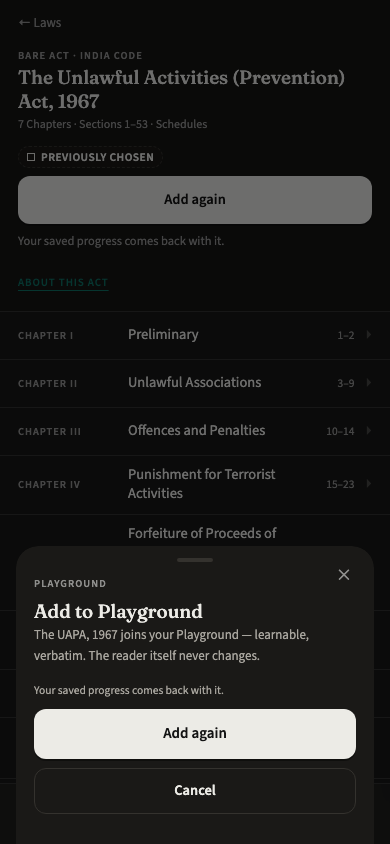 ← Laws
BARE ACT · INDIA CODE
The Unlawful Activities (Prevention)
Act, 1967
7 Chapters · Sections 1–53 · Schedules
PREVIOUSLY CHOSEN
Add again
Your saved progress comes back with it.
ABOUT THIS ACT
CHAPTER I Preliminary 1–2
CHAPTER II Unlawful Associations 3–9
CHAPTER III Offences and Penalties 10–14
CHAPTER IV Punishment for Terrorist 15–23
Activities
Forfeiture of Proceeds of
PLAYGROUND
Add to Playground
The UAPA, 1967 joins your Playground — learnable,
verbatim. The reader itself never changes.
Your saved progress comes back with it.
Add again
Cancel